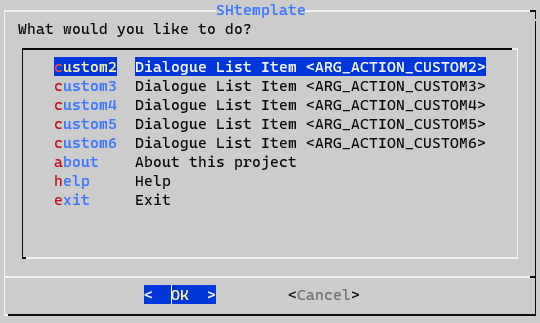 SHtemplate
What would you like to do?
custom2 Dialogue List Item <ARG_ACTION_CUSTOM2>
custom3 Dialogue List Item <ARG_ACTION_CUSTOM3>
custom4 Dialogue List Item <ARG_ACTION_CUSTOM4>
custom5 Dialogue List Item <ARG_ACTION_CUSTOM5>
custom6 Dialogue List Item <ARG_ACTION_CUSTOM6>
about About this project
help Help
exit Exit
< OK > <Cancel>